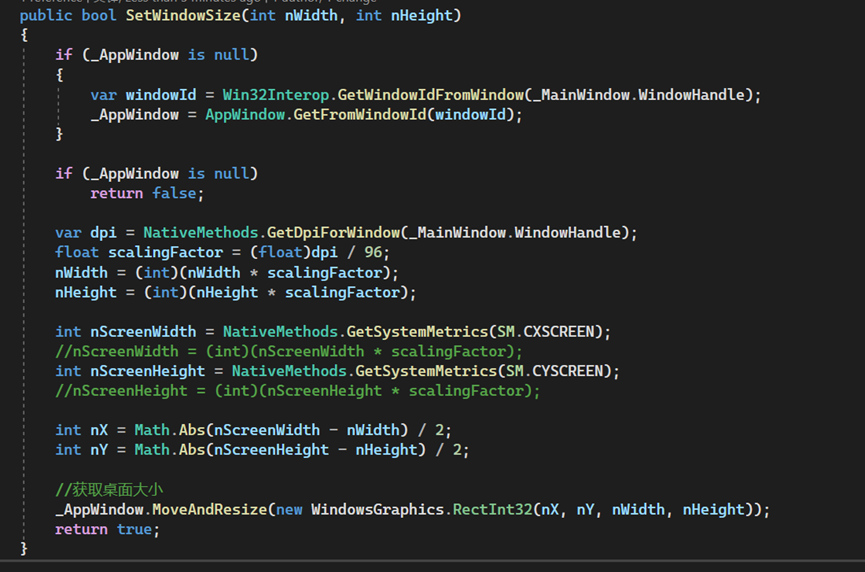 public bool SetWindowSize(int nWidth, int nHeight)
{
if (_AppWindow is null)
{
var windowId = Win32Interop.GetWindowIdFromWindow(_MainWindow.WindowHandle);
_AppWindow = AppWindow.GetFromWindowId(windowId);
}
if (_AppWindow is null)
return false;
var dpi = NativeMethods.GetDpiForWindow(_MainWindow.WindowHandle);
float scalingFactor = (float)dpi / 96;
nWidth = (int)(nWidth * scalingFactor);
nHeight = (int)(nHeight * scalingFactor);
int nScreenWidth = NativeMethods.GetSystemMetrics(SM.CXSCREEN);
//nScreenWidth = (int)(nScreenWidth * scalingFactor);
int nScreenHeight = NativeMethods.GetSystemMetrics(SM.CYSCREEN);
//nScreenHeight = (int)(nScreenHeight * scalingFactor);
int nX = Math.Abs(nScreenWidth - nWidth) / 2;
int nY = Math.Abs(nScreenHeight - nHeight) / 2;
//获取桌面大小
_AppWindow.MoveAndResize(new WindowsGraphics.RectInt32(nX, nY, nWidth, nHeight));
return true;
}